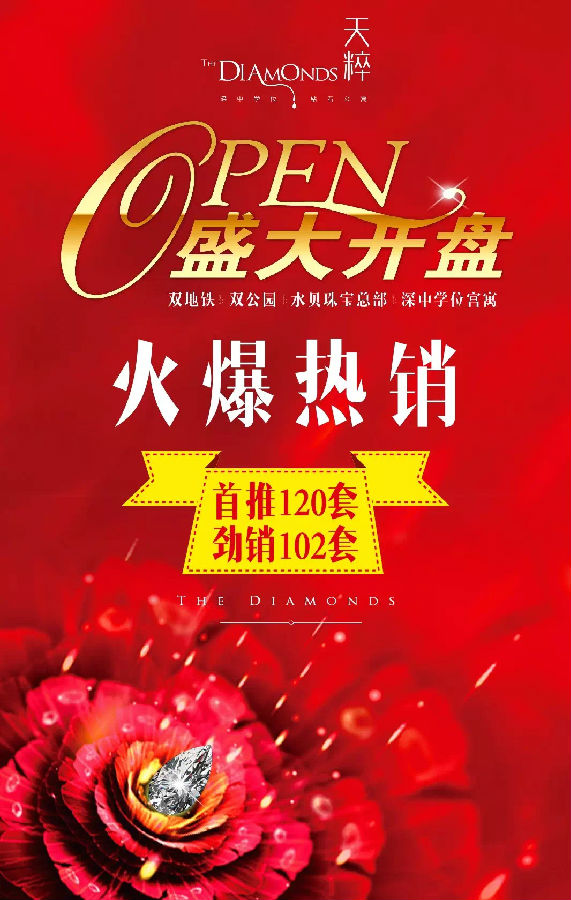 天粹
THE DIAMONDS
OPEN
盛大开盘
双地铁 双公园 水贝珠宝总部 深中学位宫寓
火爆热销
首推120套
劲销102套
THE DIAMONDS